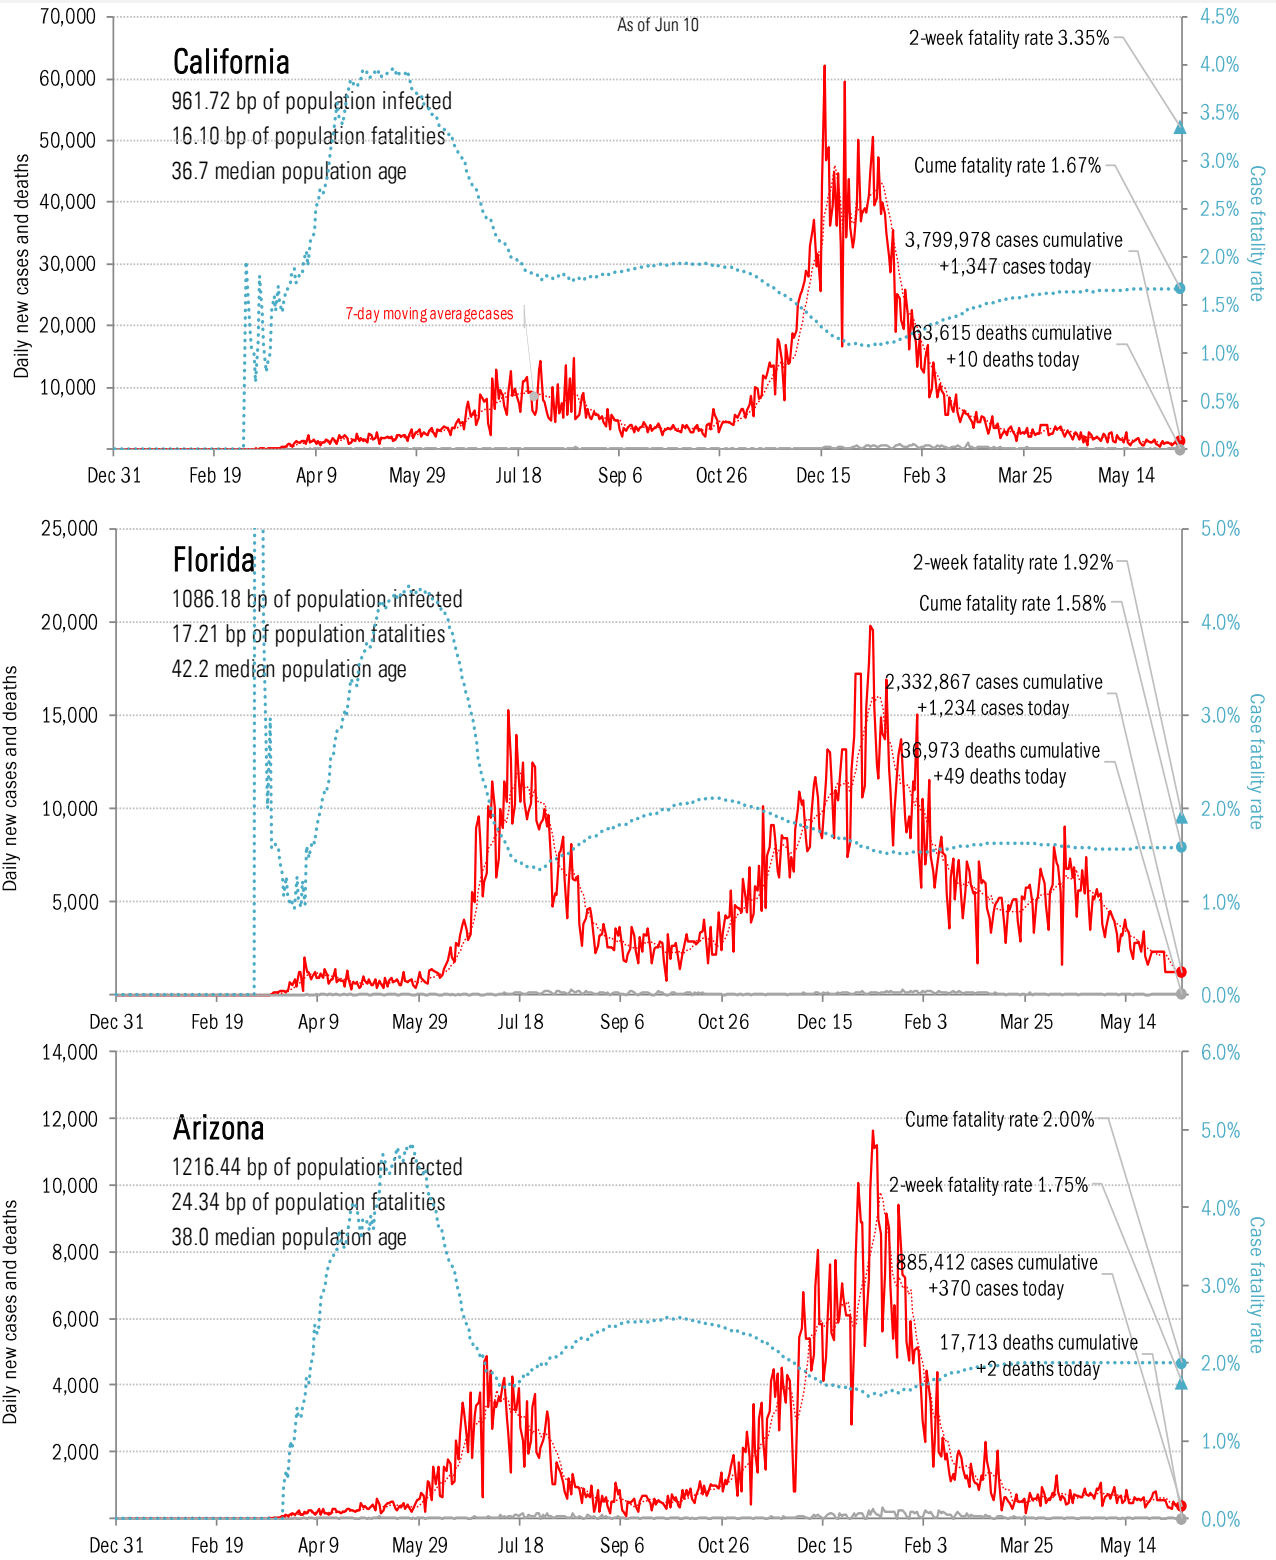 As of Jun 10
California
961.72 bp of population infected
16.10 bp of population fatalities
36.7 median population age
2-week fatality rate 3.35%
Cume fatality rate 1.67%
3,799,978 cases cumulative
+1,347 cases today
63,615 deaths cumulative
+10 deaths today
7-day moving average cases
Daily new cases and deaths
70,000
60,000
50,000
40,000
30,000
20,000
10,000
Case fatality rate
4.5%
4.0%
3.5%
3.0%
2.5%
2.0%
1.5%
1.0%
0.5%
0.0%
Dec 31 Feb 19 Apr 9 May 29 Jul 18 Sep 6 Oct 26 Dec 15 Feb 3 Mar 25 May 14
Florida
1086.18 bp of population infected
17.21 bp of population fatalities
42.2 median population age
2-week fatality rate 1.92%
Cume fatality rate 1.58%
2,332,867 cases cumulative
+1,234 cases today
36,973 deaths cumulative
+49 deaths today
Daily new cases and deaths
25,000
20,000
15,000
10,000
5,000
Case fatality rate
5.0%
4.0%
3.0%
2.0%
1.0%
0.0%
Dec 31 Feb 19 Apr 9 May 29 Jul 18 Sep 6 Oct 26 Dec 15 Feb 3 Mar 25 May 14
Arizona
1216.44 bp of population infected
24.34 bp of population fatalities
38.0 median population age
Cume fatality rate 2.00%
2-week fatality rate 1.75%
885,412 cases cumulative
+370 cases today
17,713 deaths cumulative
+2 deaths today
Daily new cases and deaths
14,000
12,000
10,000
8,000
6,000
4,000
2,000
Case fatality rate
6.0%
5.0%
4.0%
3.0%
2.0%
1.0%
0.0%
Dec 31 Feb 19 Apr 9 May 29 Jul 18 Sep 6 Oct 26 Dec 15 Feb 3 Mar 25 May 14